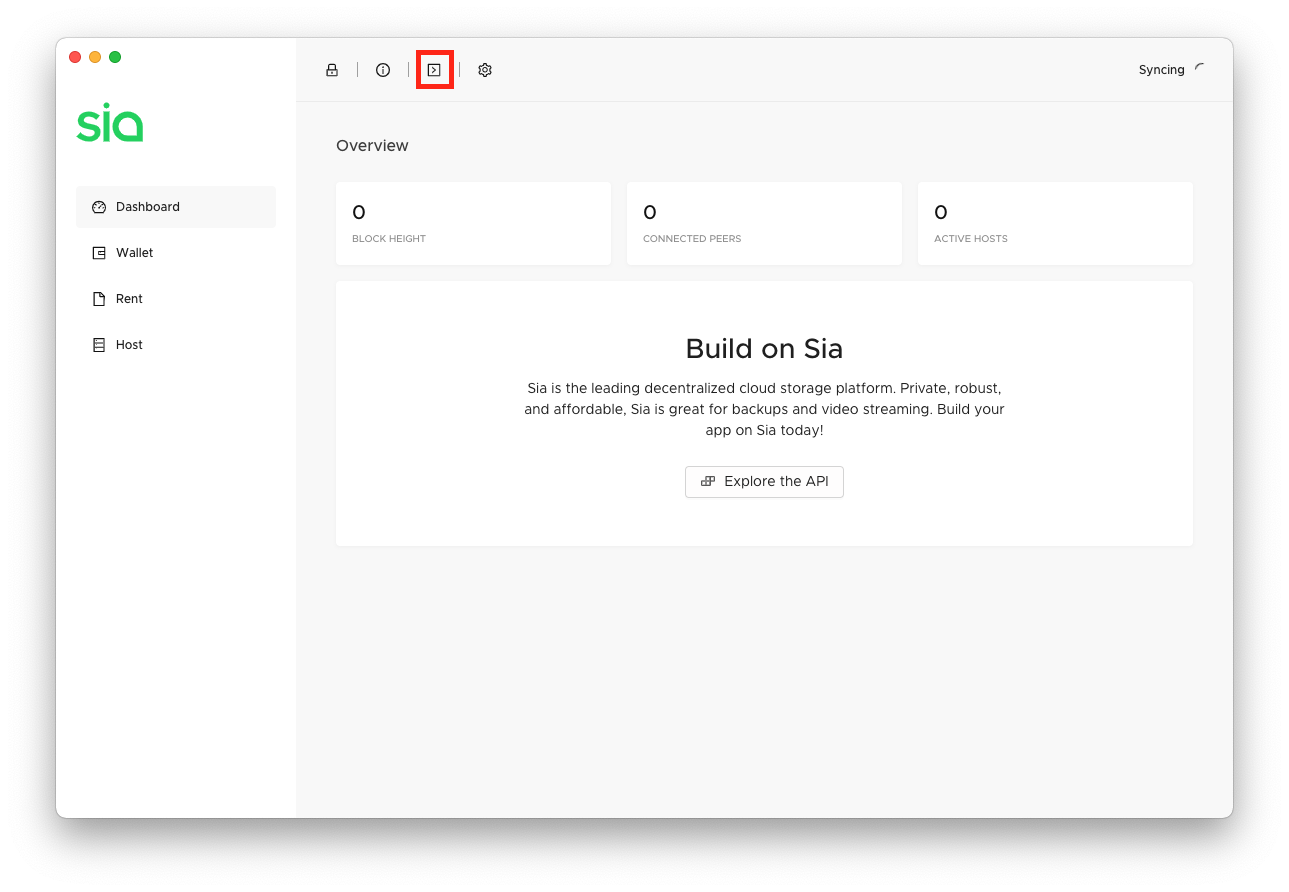 Syncing
sia
Dashboard
Wallet
Rent
Host
Overview
0
BLOCK HEIGHT
0
CONNECTED PEERS
0
ACTIVE HOSTS
Build on Sia
Sia is the leading decentralized cloud storage platform. Private, robust,
and affordable, Sia is great for backups and video streaming. Build your
app on Sia today!
Explore the API